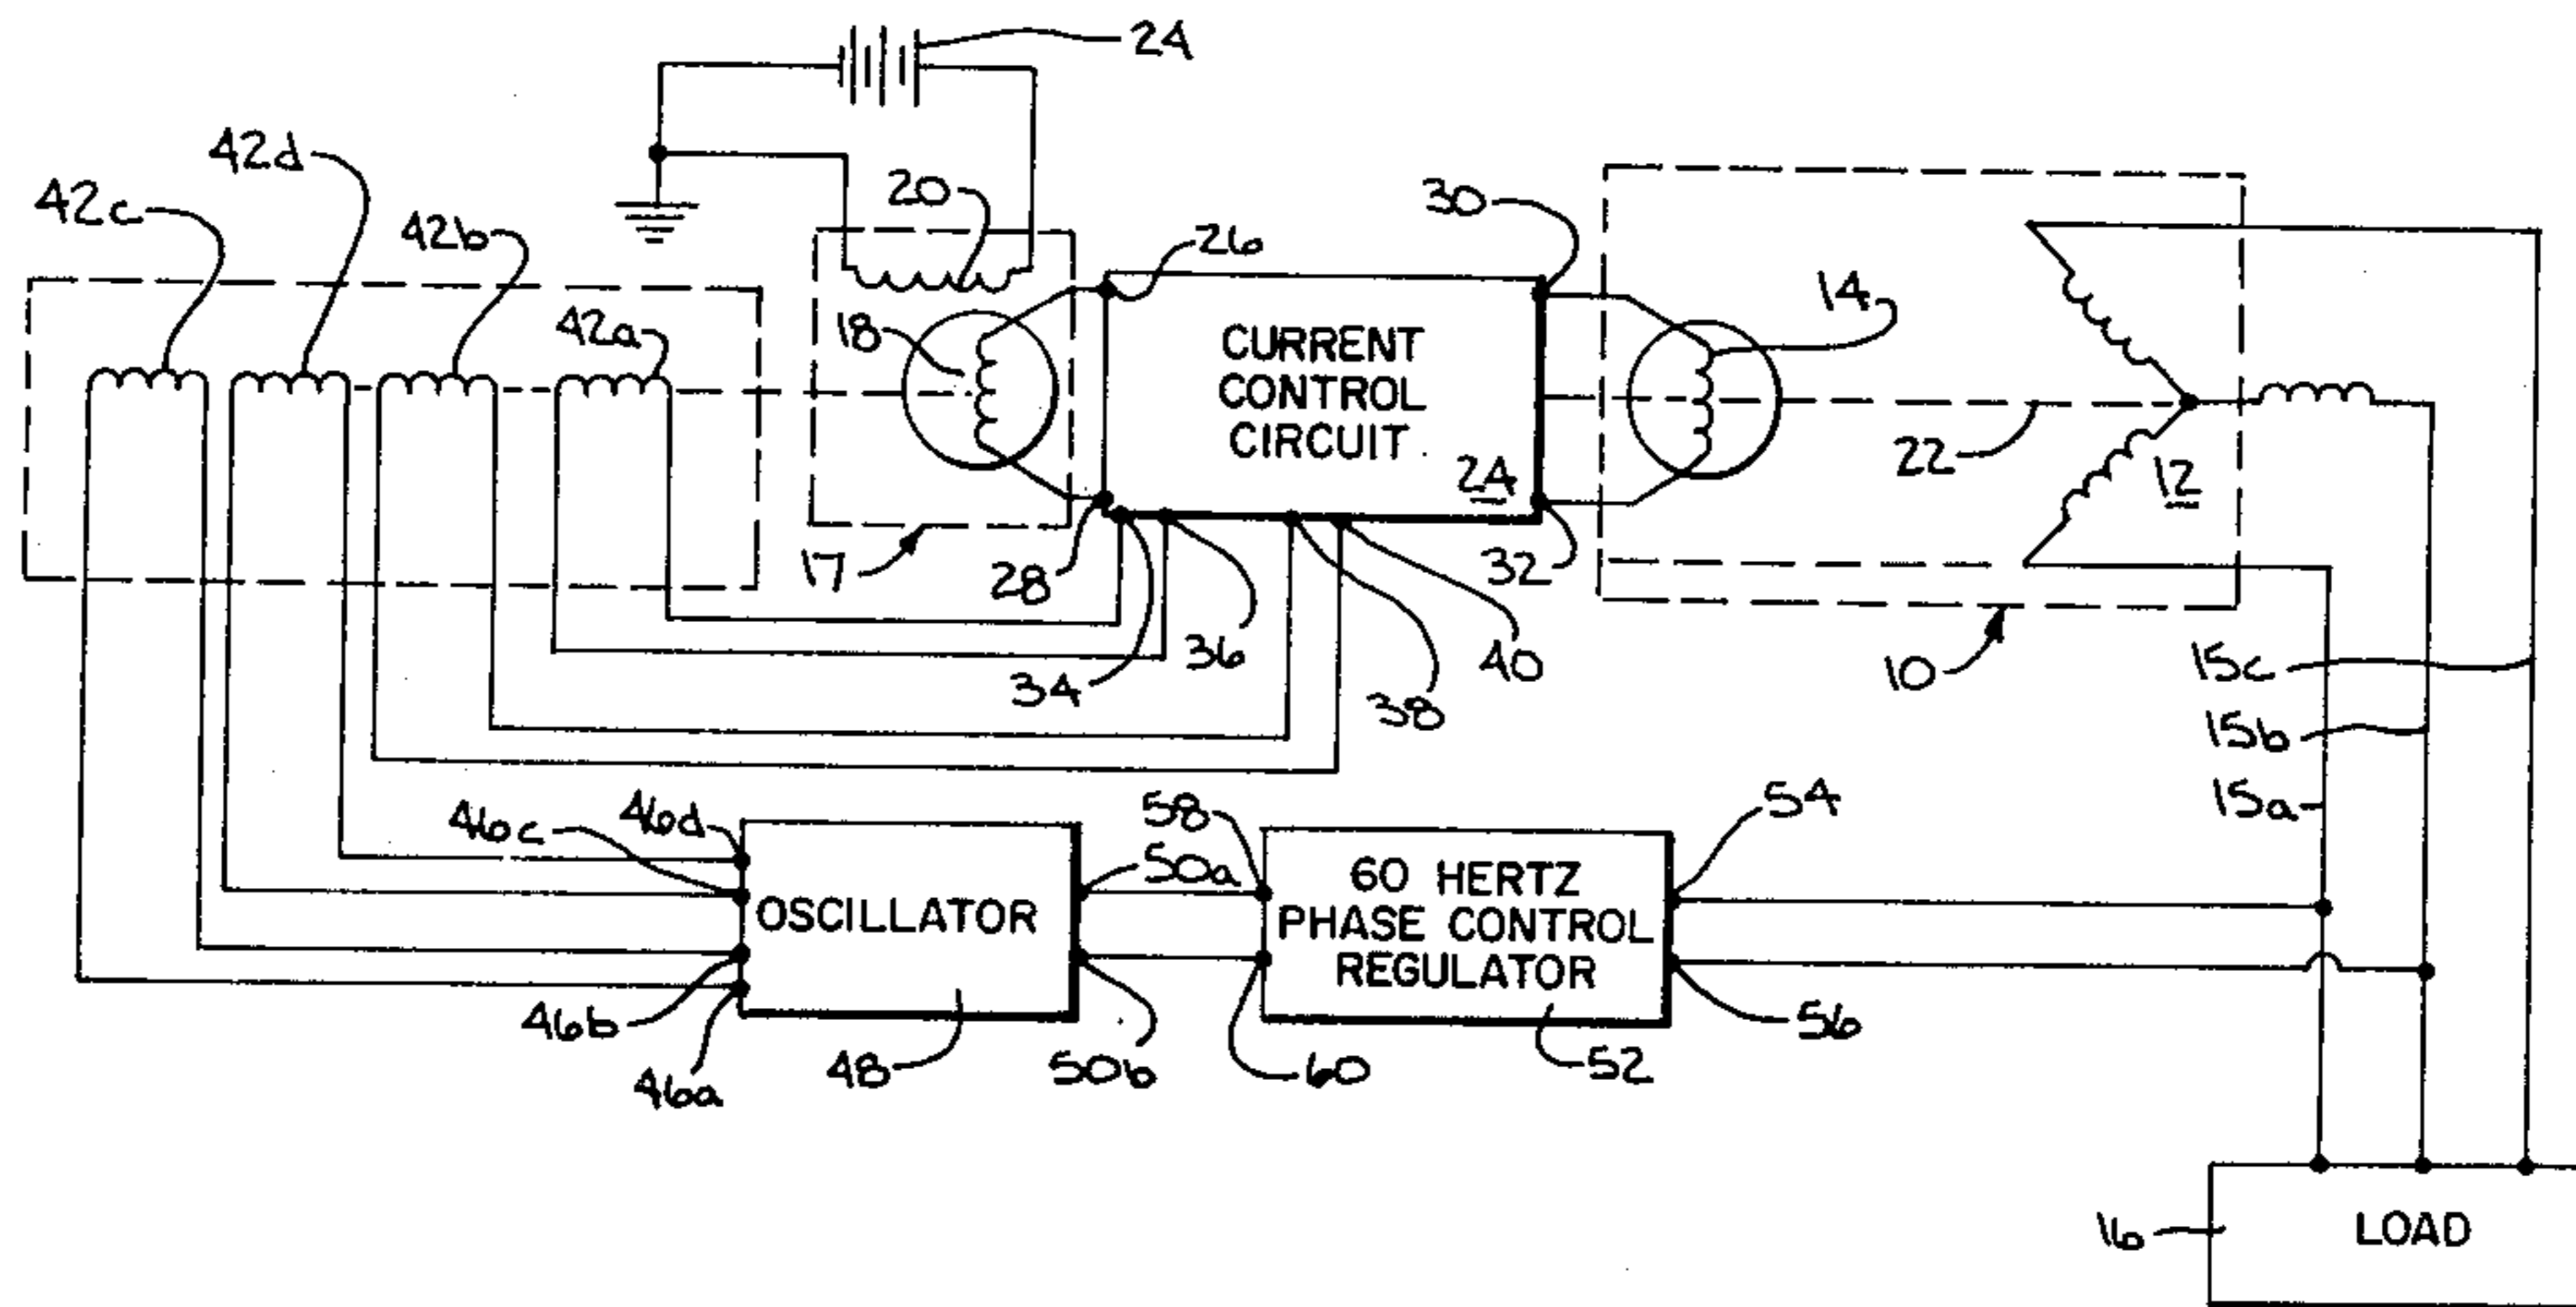 24
42d
20
42c
42b
30
26
14
42a
18
CURRENT
CONTROL
CIRCUIT
24
22
12
17
28
32
36
34
38
40
10
15c
15b
15a
46c
46d
58
50a
54
OSCILLATOR
60 HERTZ
PHASE CONTROL
REGULATOR
46b
46a
48
50b
60
52
56
16
LOAD